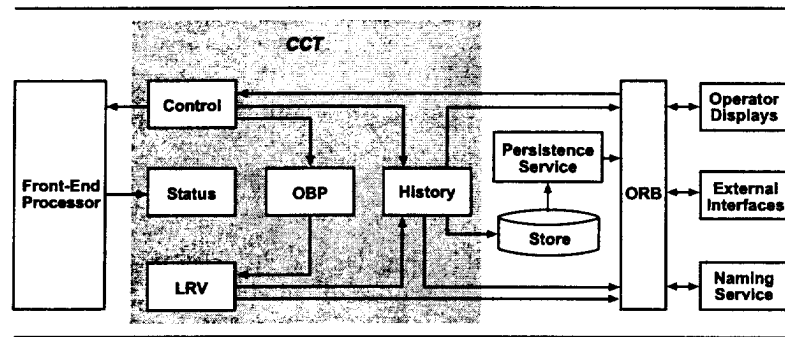 CCT
Control
Operator
Displays
Persistence
Service
Front-End
Processor
Status
OBP
History
ORB
External
Interfaces
Store
LRV
Naming
Service